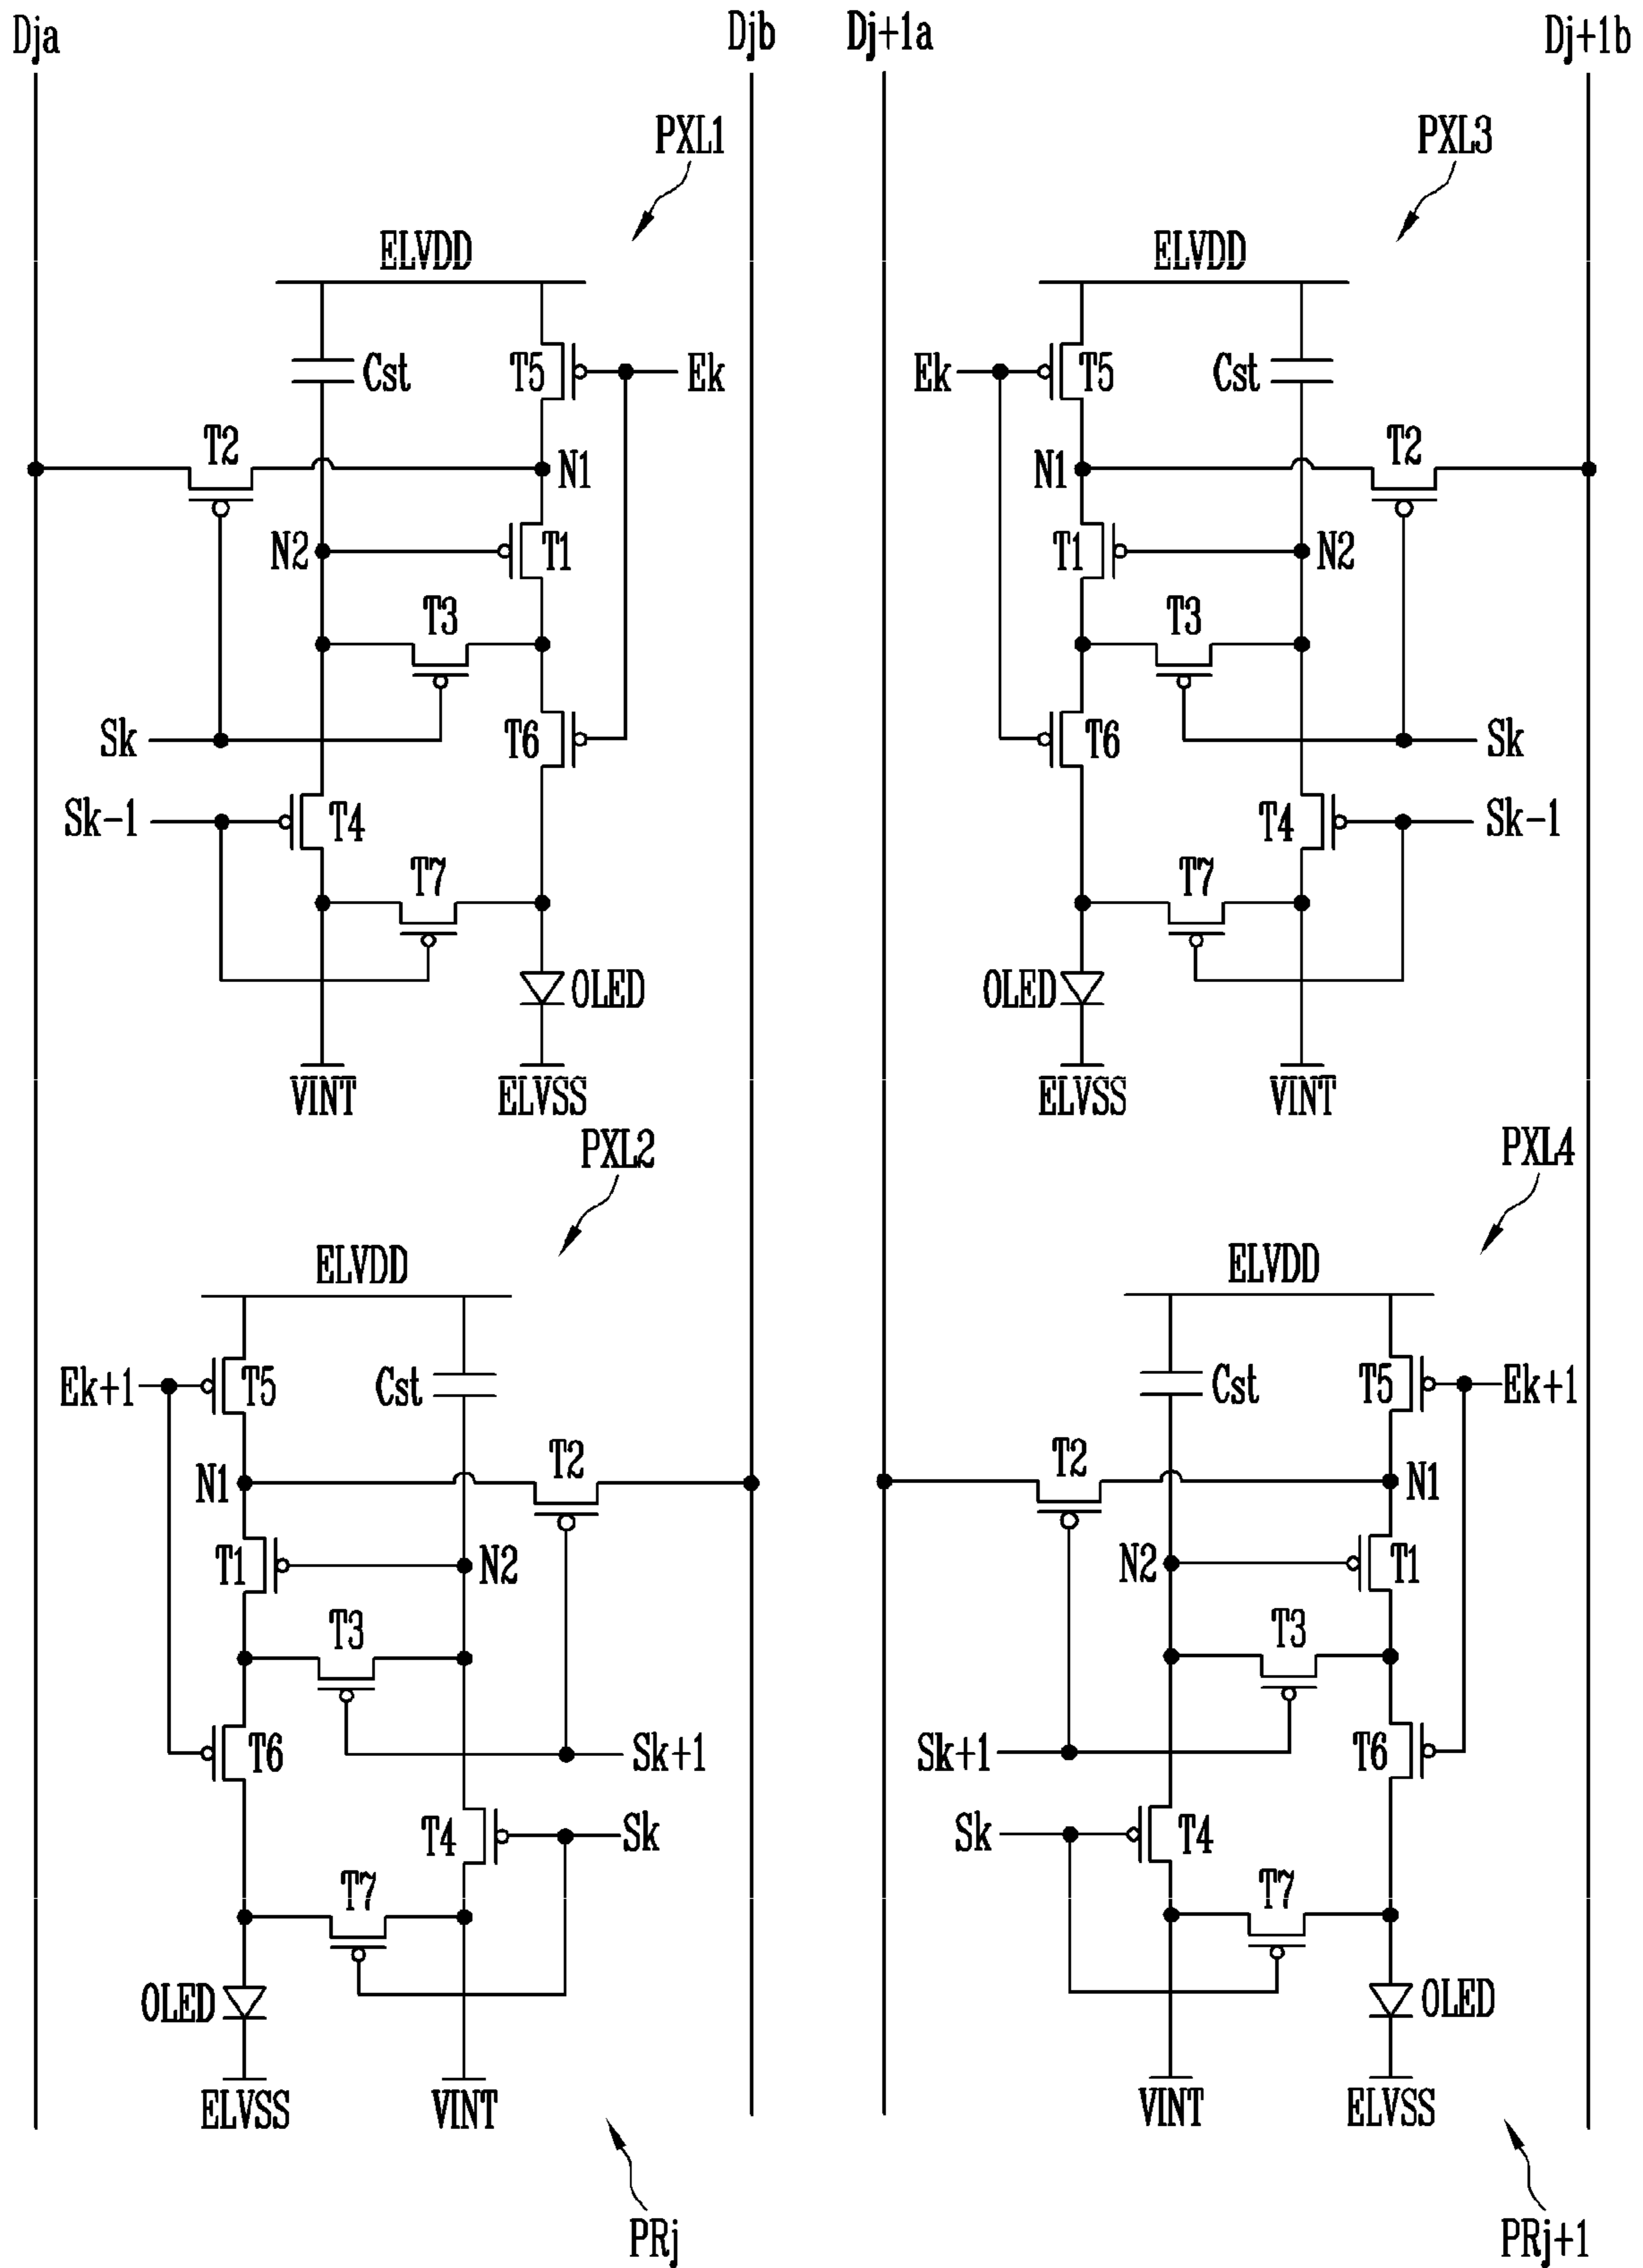 Dja
Djb
Dj+1a
Dj+1b
PXL1
ELVDD
Cst
T5
Ek
T2
N1
N2
T1
T3
Sk
T6
Sk-1
T4
T7
OLED
VINT
ELVSS
PXL3
ELVDD
Ek
T5
Cst
N1
T2
T1
N2
T3
T6
Sk
T4
Sk-1
T7
OLED
ELVSS
VINT
PXL2
ELVDD
Ek+1
T5
Cst
N1
T2
T1
N2
T3
T6
Sk+1
T4
Sk
T7
OLED
ELVSS
VINT
PRj
PXL4
ELVDD
Cst
T5
Ek+1
T2
N1
N2
T1
T3
Sk+1
T6
Sk
T4
T7
OLED
VINT
ELVSS
PRj+1